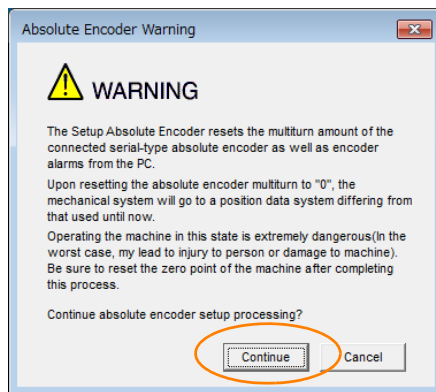 Absolute Encoder Warning
WARNING
The Setup Absolute Encoder resets the multiturn amount of the
connected serial-type absolute encoder as well as encoder
alarms from the PC.
Upon resetting the absolute encoder multiturn to "0", the
mechanical system will go to a position data system differing from
that used until now.
Operating the machine in this state is extremely dangerous(In the
worst case, my lead to injury to person or damage to machine).
Be sure to reset the zero point of the machine after completing
this process.
Continue absolute encoder setup processing?
Continue
Cancel